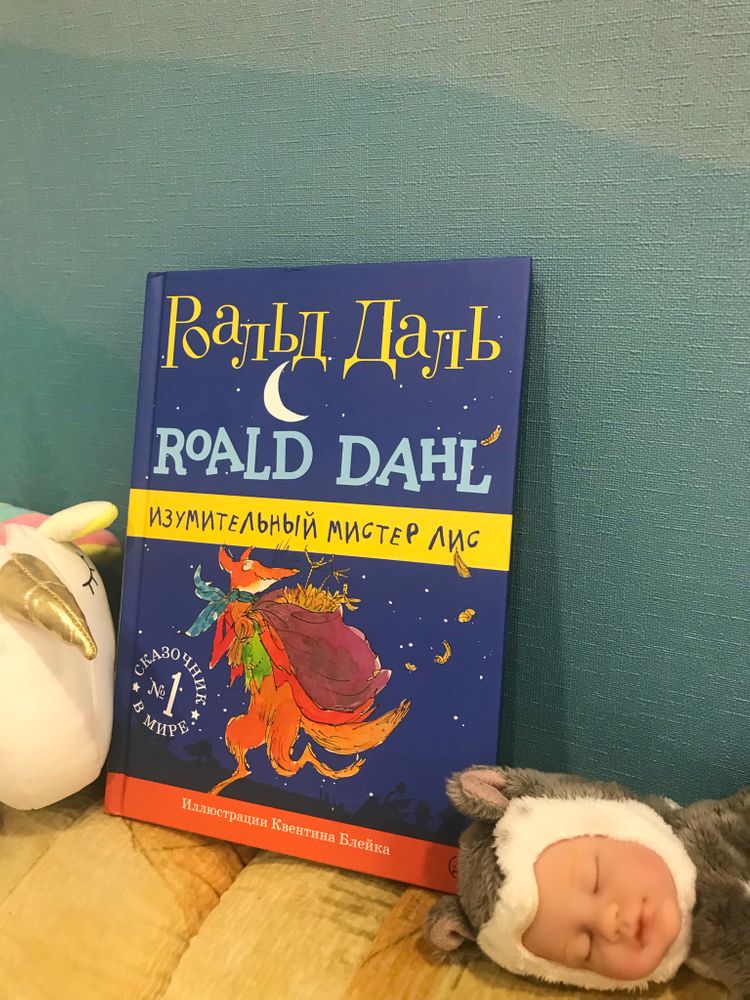 Роальд Даль
ROALD DAHL
ИЗУМИТЕЛЬНЫЙ МИСТЕР ЛИС
СКАЗОЧНИК
№1
В МИРЕ
Иллюстрации Квентина Блейка